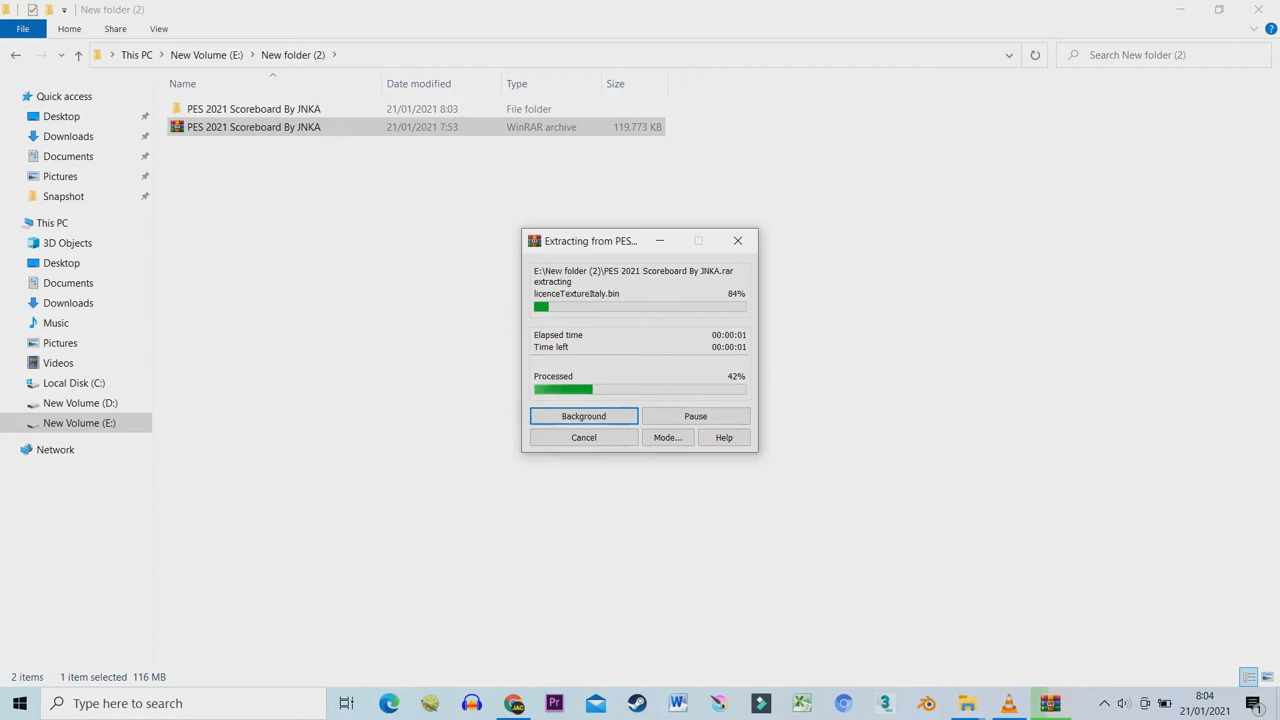 New folder (2)
File
Home
Share
View
This PC
New Volume (E:)
New folder (2)
Search New folder (2)
Name
Date modified
Type
Size
Quick access
Desktop
Downloads
Documents
Pictures
Snapshot
This PC
3D Objects
Desktop
Documents
Downloads
Music
Pictures
Videos
Local Disk (C:)
New Volume (D:)
New Volume (E:)
Network
PES 2021 Scoreboard By JNKA 21/01/2021 8:03 File folder
PES 2021 Scoreboard By JNKA 21/01/2021 7:53 WinRAR archive 119.773 KB
Extracting from PES...
E:\New folder (2)\PES 2021 Scoreboard By JNKA.rar
extracting
licenceTextureItaly.bin 84%
Elapsed time 00:00:01
Time left 00:00:01
Processed 42%
Background
Pause
Cancel
Mode...
Help
2 items 1 item selected 116 MB
Type here to search
8:04
21/01/2021